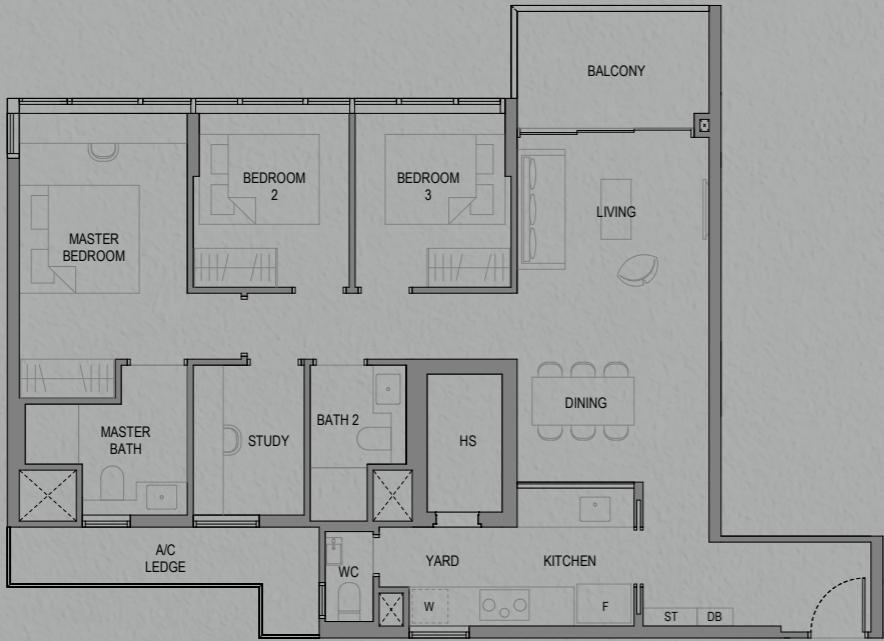 BALCONY
BEDROOM
2
BEDROOM
3
LIVING
MASTER
BEDROOM
DINING
MASTER
BATH
STUDY
BATH 2
HS
A/C
LEDGE
WC
YARD
KITCHEN
W
F
ST
DB